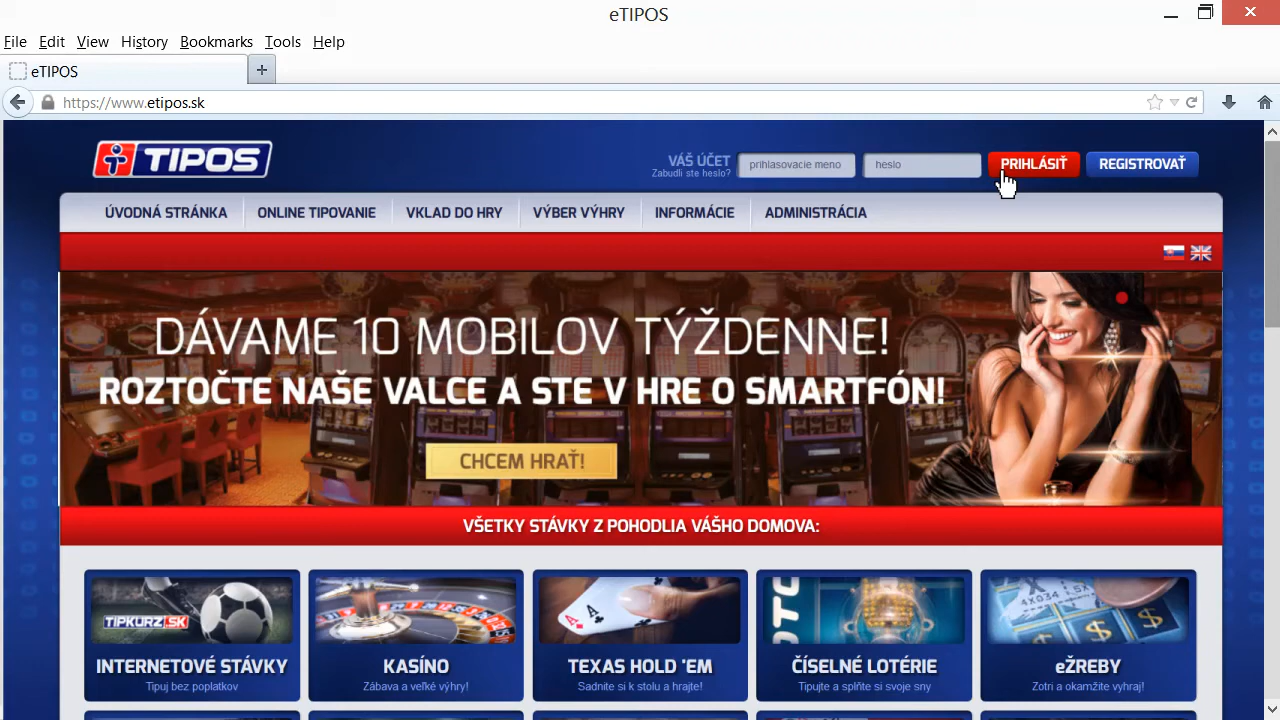 eTIPOS
File Edit View History Bookmarks Tools Help
eTIPOS
https://www.etipos.sk
TIPOS
VÁŠ ÚČET
Zabudli ste heslo?
prihlasovacie meno
heslo
PRIHLÁSIŤ
REGISTROVAŤ
ÚVODNÁ STRÁNKA ONLINE TIPOVANIE VKLAD DO HRY VÝBER VÝHRY INFORMÁCIE ADMINISTRÁCIA
DÁVAME 10 MOBILOV TÝŽDENNE!
ROZTOČTE NAŠE VALCE A STE V HRE O SMARTFÓN!
CHCEM HRAŤ!
VŠETKY STÁVKY Z POHODLIA VÁŠHO DOMOVA:
TIPKURZ.SK
INTERNETOVÉ STÁVKY
Tipuj bez poplatkov
KASÍNO
Zábava a veľké výhry!
A A
TEXAS HOLD 'EM
Sadnite si k stolu a hrajte!
OTO
ČÍSELNÉ LOTÉRIE
Tipujte a splňte si svoje sny
4X034
$ $ $
eŽREBY
Zotri a okamžite vyhraj!